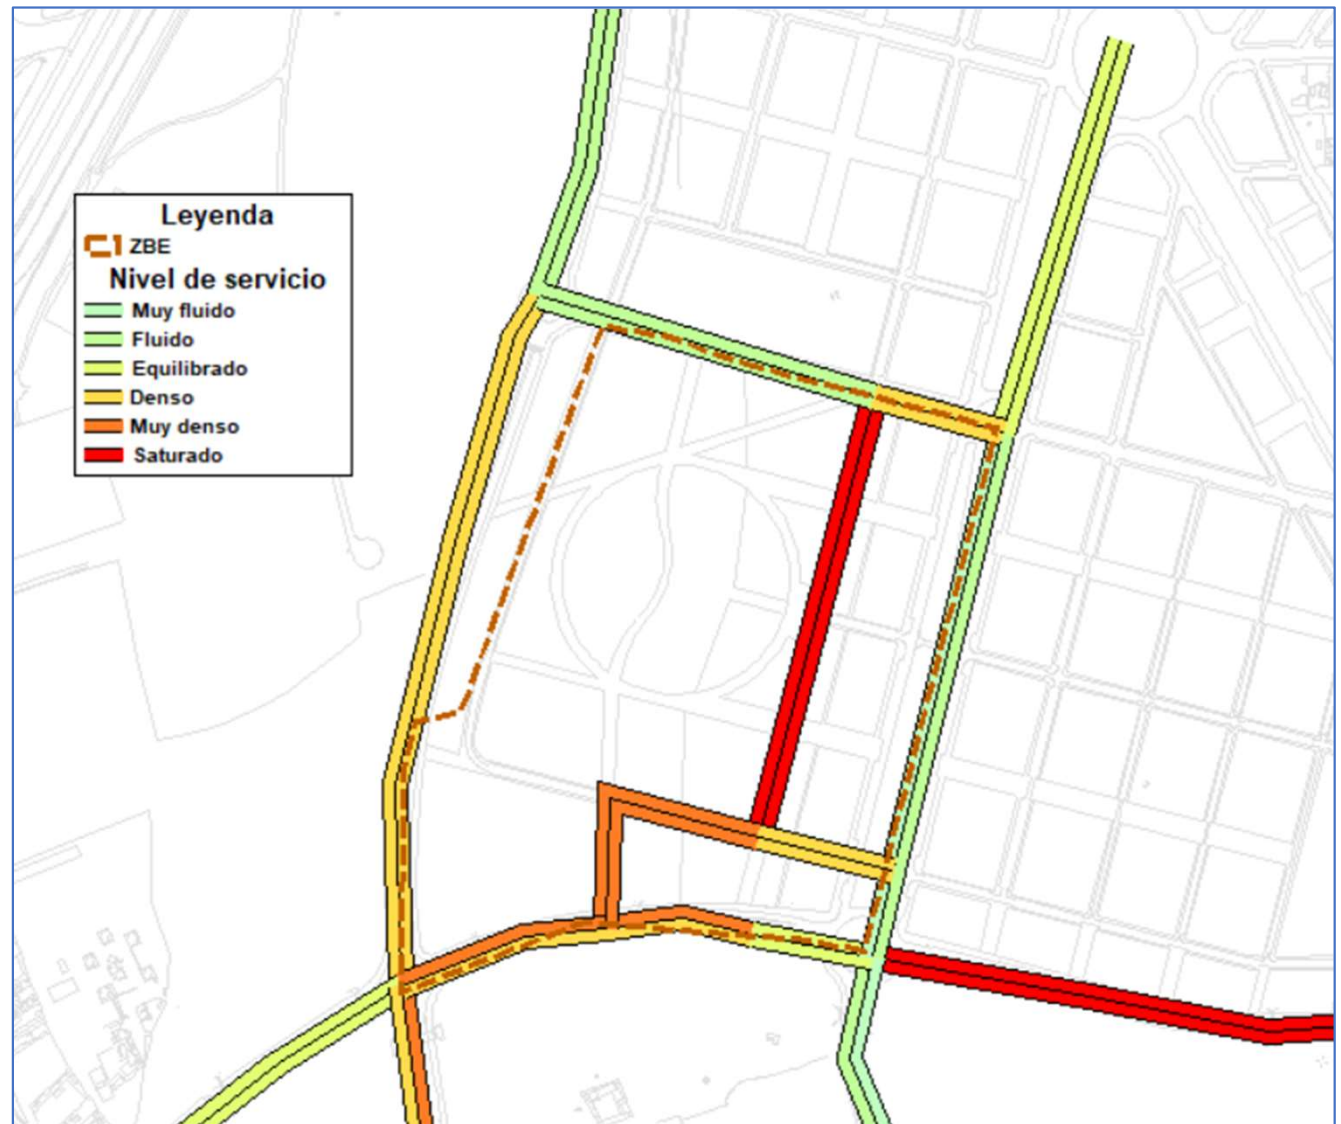 Leyenda
ZBE
Nivel de servicio
Muy fluido
Fluido
Equilibrado
Denso
Muy denso
Saturado